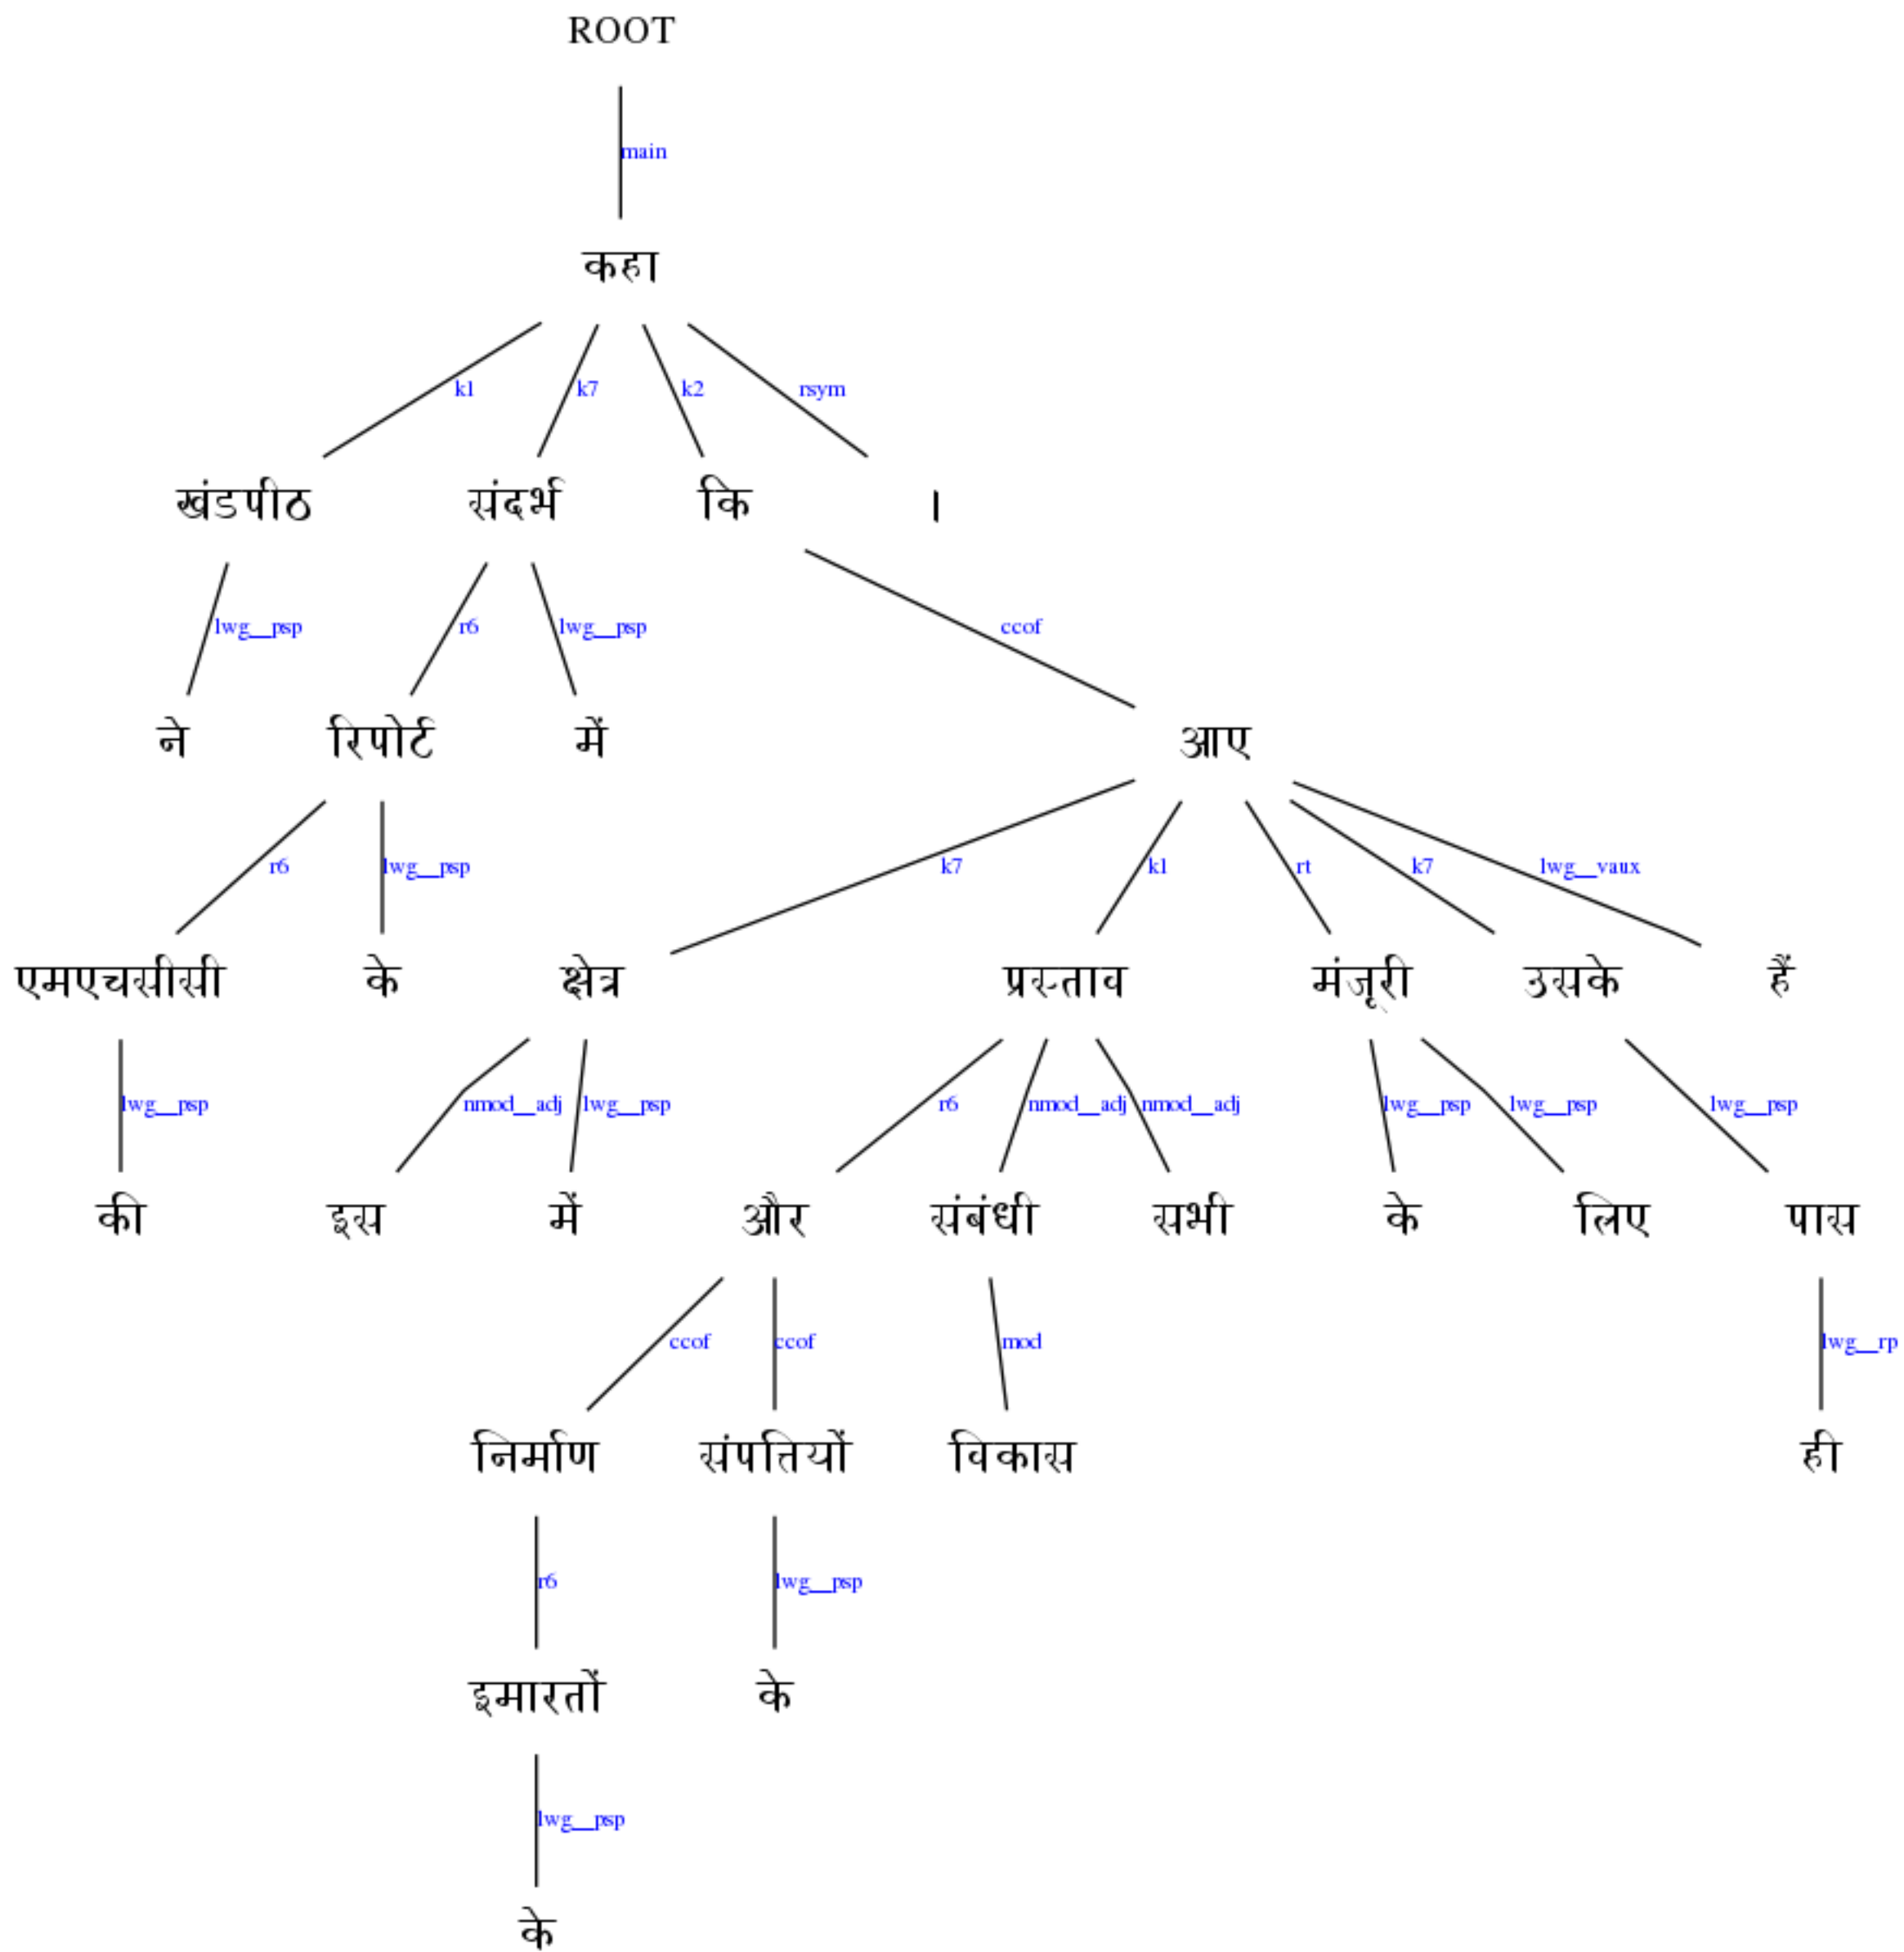 ROOT
main
कहा
k1 k7 k2 rsym
खंडपीठ संदर्भ कि ।
lwg__psp r6 lwg__psp ccof
ने रिपोर्ट में आए
r6 lwg__psp k7 k1 rt k7 lwg__vaux
एमएचसीसी के क्षेत्र प्रस्ताव मंजूरी उसके हैं
lwg__psp nmod__adj lwg__psp r6 nmod__adj nmod__adj lwg__psp lwg__psp lwg__psp
की इस में और संबंधी सभी के लिए पास
ccof ccof mod lwg__rp
निर्माण संपत्तियों विकास ही
r6 lwg__psp
इमारतों के
lwg__psp
के